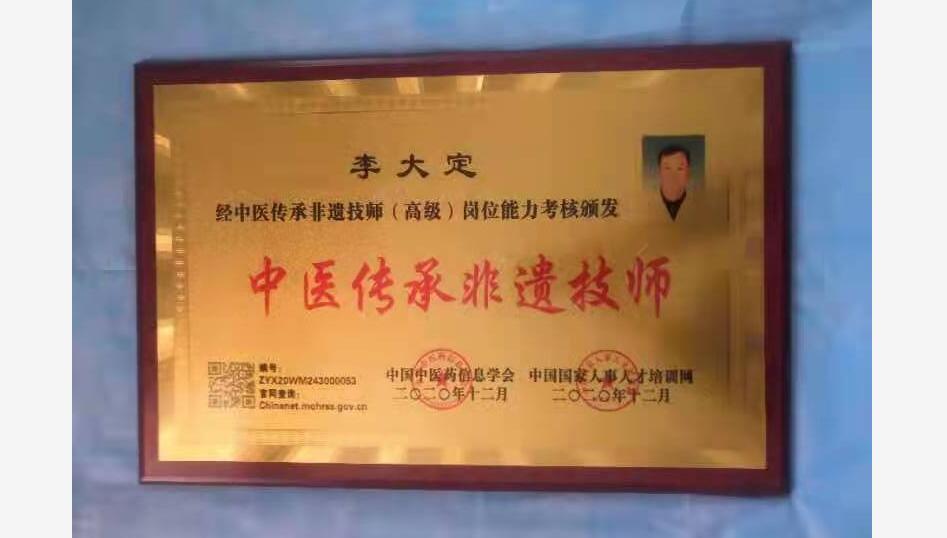 李大定
经中医传承非遗技师（高级）岗位能力考核颁发
中医传承非遗技师
编号：
ZYX20WM243000053
官网查询：
Chinanet.mohrss.gov.cn
中国中医药信息学会 中国国家人事人才培训网
二〇二〇年十二月 二〇二〇年十二月